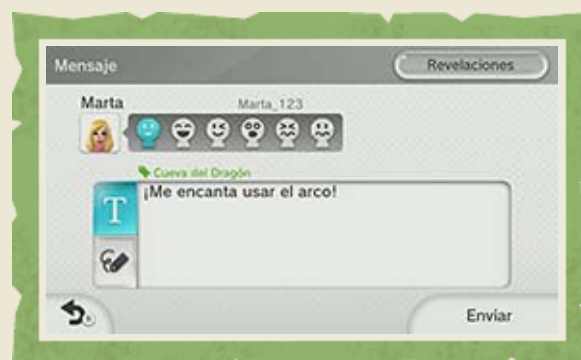 Mensaje
Revelaciones
Marta
Marta_123
Cueva del Dragón
¡Me encanta usar el arco!
T
Enviar